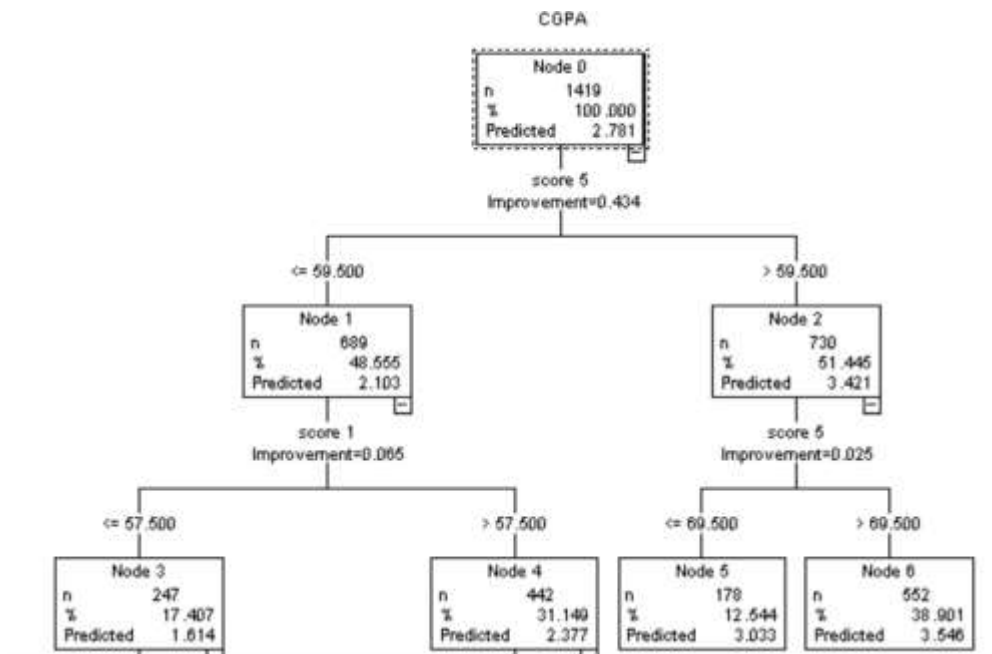 CGPA
Node 0
n 1419
% 100.000
Predicted 2.781
score 5
Improvement=0.434
<= 59.500
> 59.500
Node 1
n 689
% 48.555
Predicted 2.103
Node 2
n 730
% 51.445
Predicted 3.421
score 1
Improvement=0.065
score 5
Improvement=0.025
<= 57.500
> 57.500
<= 69.500
> 69.500
Node 3
n 247
% 17.407
Predicted 1.614
Node 4
n 442
% 31.149
Predicted 2.377
Node 5
n 178
% 12.544
Predicted 3.033
Node 6
n 552
% 38.901
Predicted 3.546